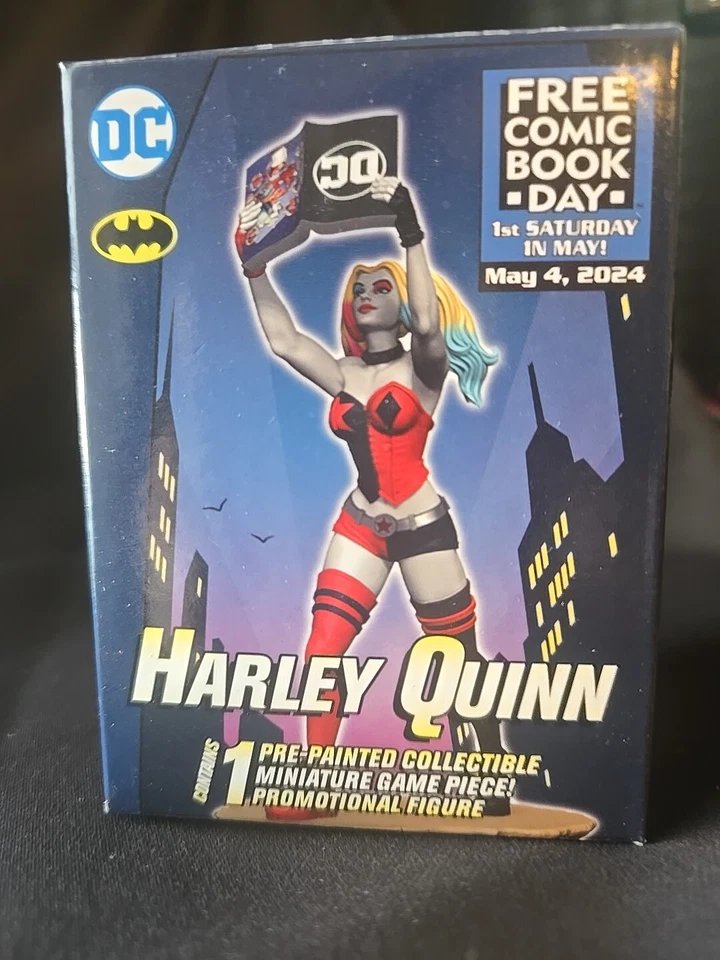 DC
FREE
COMIC
BOOK
DAY
1st SATURDAY
IN MAY!
May 4, 2024
DC
HARLEY QUINN
CONTAINS
1 PRE-PAINTED COLLECTIBLE
MINIATURE GAME PIECE!
PROMOTIONAL FIGURE